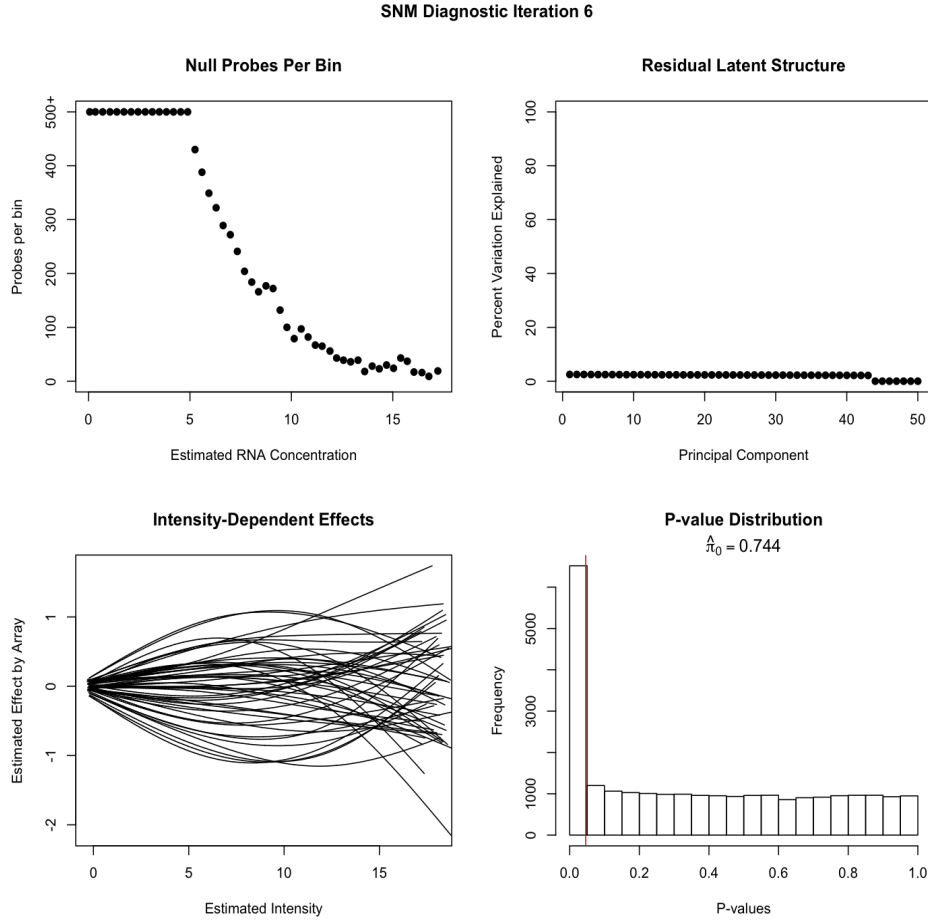 SNM Diagnostic Iteration 6
Null Probes Per Bin
Probes per bin
500+
400
300
200
100
0
0 5 10 15
Estimated RNA Concentration
Residual Latent Structure
Percent Variation Explained
100
80
60
40
20
0
0 10 20 30 40 50
Principal Component
Intensity-Dependent Effects
Estimated Effect by Array
1
0
-1
-2
0 5 10 15
Estimated Intensity
P-value Distribution
π̂₀ = 0.744
Frequency
5000
3000
1000
0
0.0 0.2 0.4 0.6 0.8 1.0
P-values